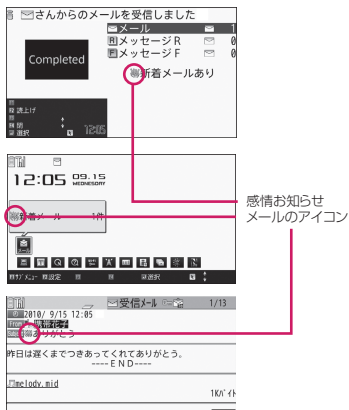 さんからのメールを受信しました
メール 1
メッセージR 0
メッセージF 0
Completed
新着メールあり
読上げ
閉
選択
12:05
12:05 09.15
WEDNESDAY
新着メール 1件
選択
感情お知らせ
メールのアイコン
受信メール 1/13
2010/ 9/15 12:05
From 携帯花子
ありがとう
昨日は遅くまでつきあってくれてありがとう。
----END----
melody.mid
1Kバイト